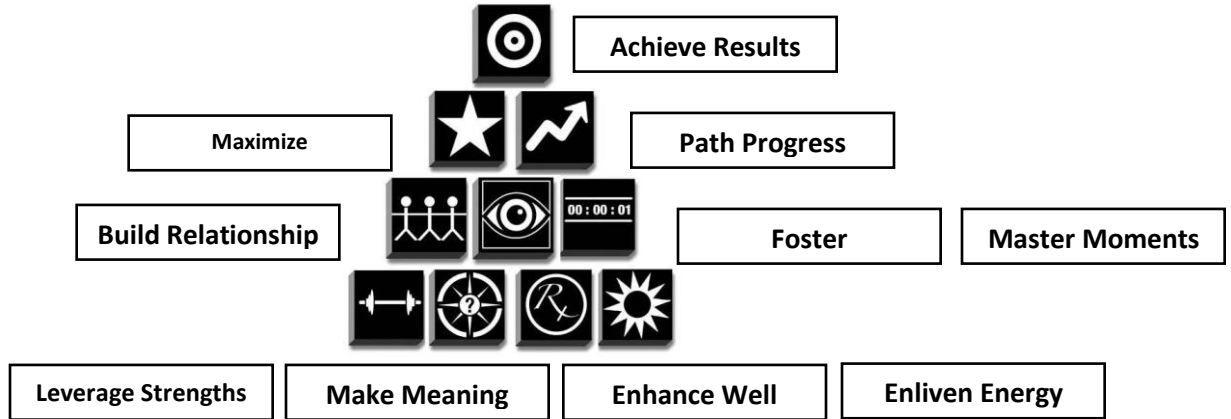 Achieve Results
Maximize
Path Progress
00 : 00 : 01
Build Relationship
Foster
Master Moments
?
Rx
Leverage Strengths
Make Meaning
Enhance Well
Enliven Energy